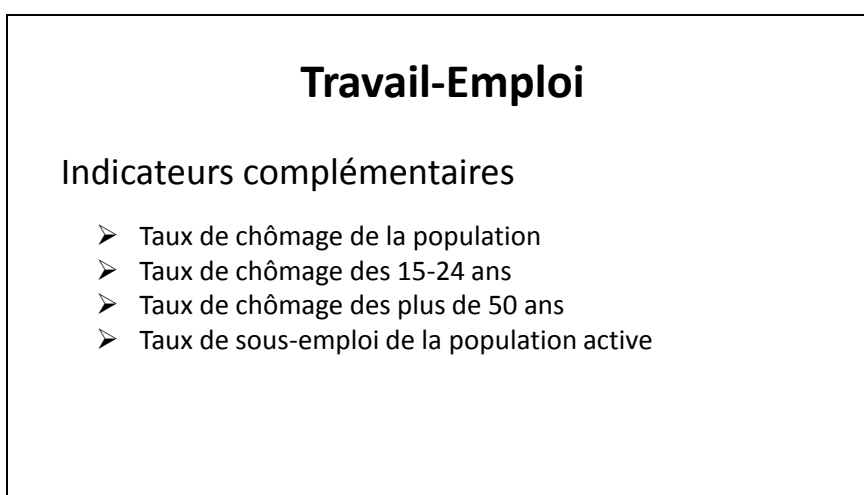 Travail-Emploi
Indicateurs complémentaires
➢ Taux de chômage de la population
➢ Taux de chômage des 15-24 ans
➢ Taux de chômage des plus de 50 ans
➢ Taux de sous-emploi de la population active